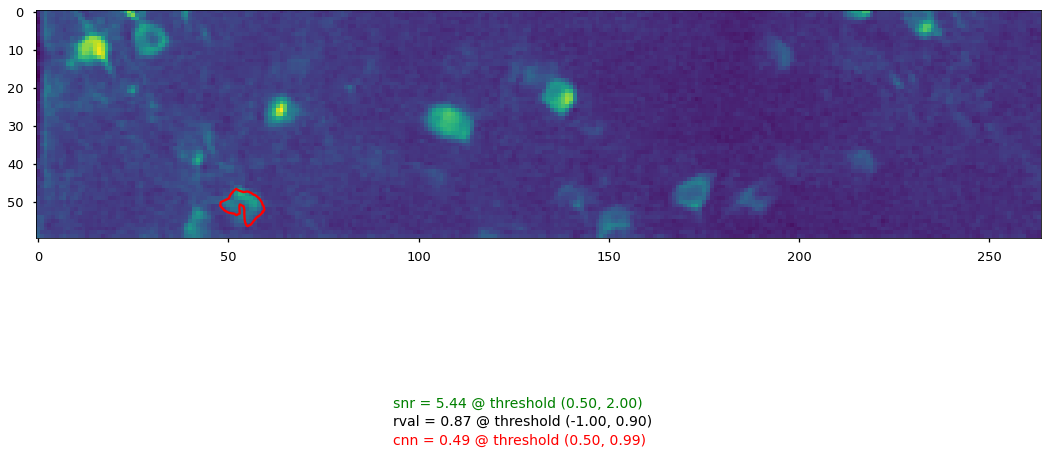 0
10
20
30
40
50
0 50 100 150 200 250
snr = 5.44 @ threshold (0.50, 2.00)
rval = 0.87 @ threshold (-1.00, 0.90)
cnn = 0.49 @ threshold (0.50, 0.99)